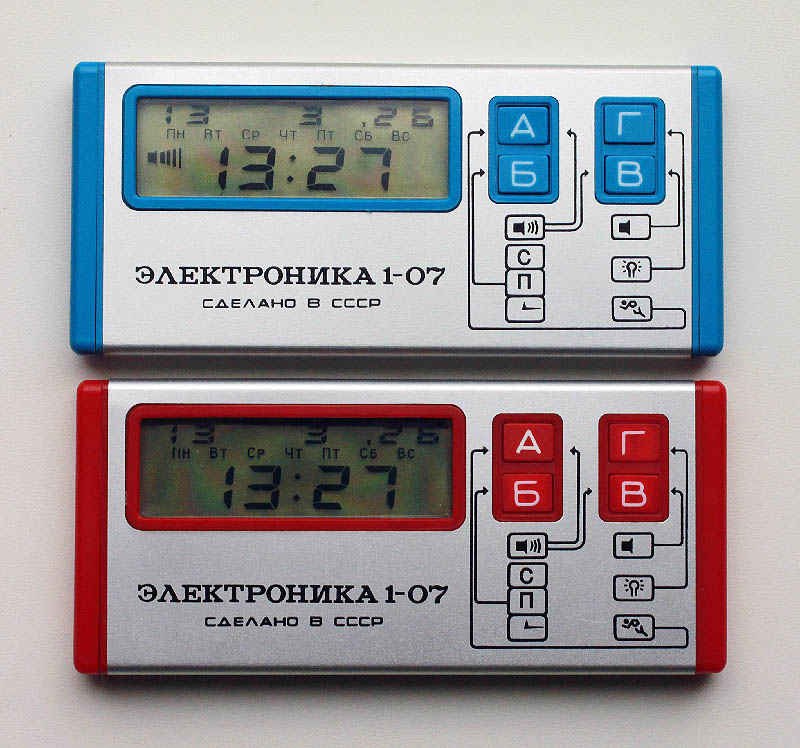 13 3 ,26
Пн Вт Ср Чт Пт Сб Вс
13:27
А
Б
Г
В
С
П
ЭЛЕКТРОНИКА 1-07
СДЕЛАНО В СССР
13 3 ,26
Пн Вт Ср Чт Пт Сб Вс
13:27
А
Б
Г
В
С
П
ЭЛЕКТРОНИКА 1-07
СДЕЛАНО В СССР